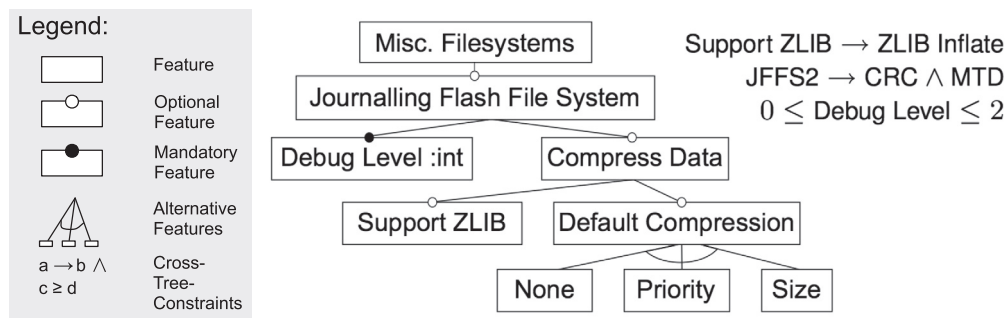 Legend:
Feature
Optional
Feature
Mandatory
Feature
Alternative
Features
a → b ∧
c ≥ d
Cross-
Tree-
Constraints
Misc. Filesystems
Journalling Flash File System
Debug Level :int
Compress Data
Support ZLIB
Default Compression
None
Priority
Size
Support ZLIB → ZLIB Inflate
JFFS2 → CRC ∧ MTD
0 ≤ Debug Level ≤ 2